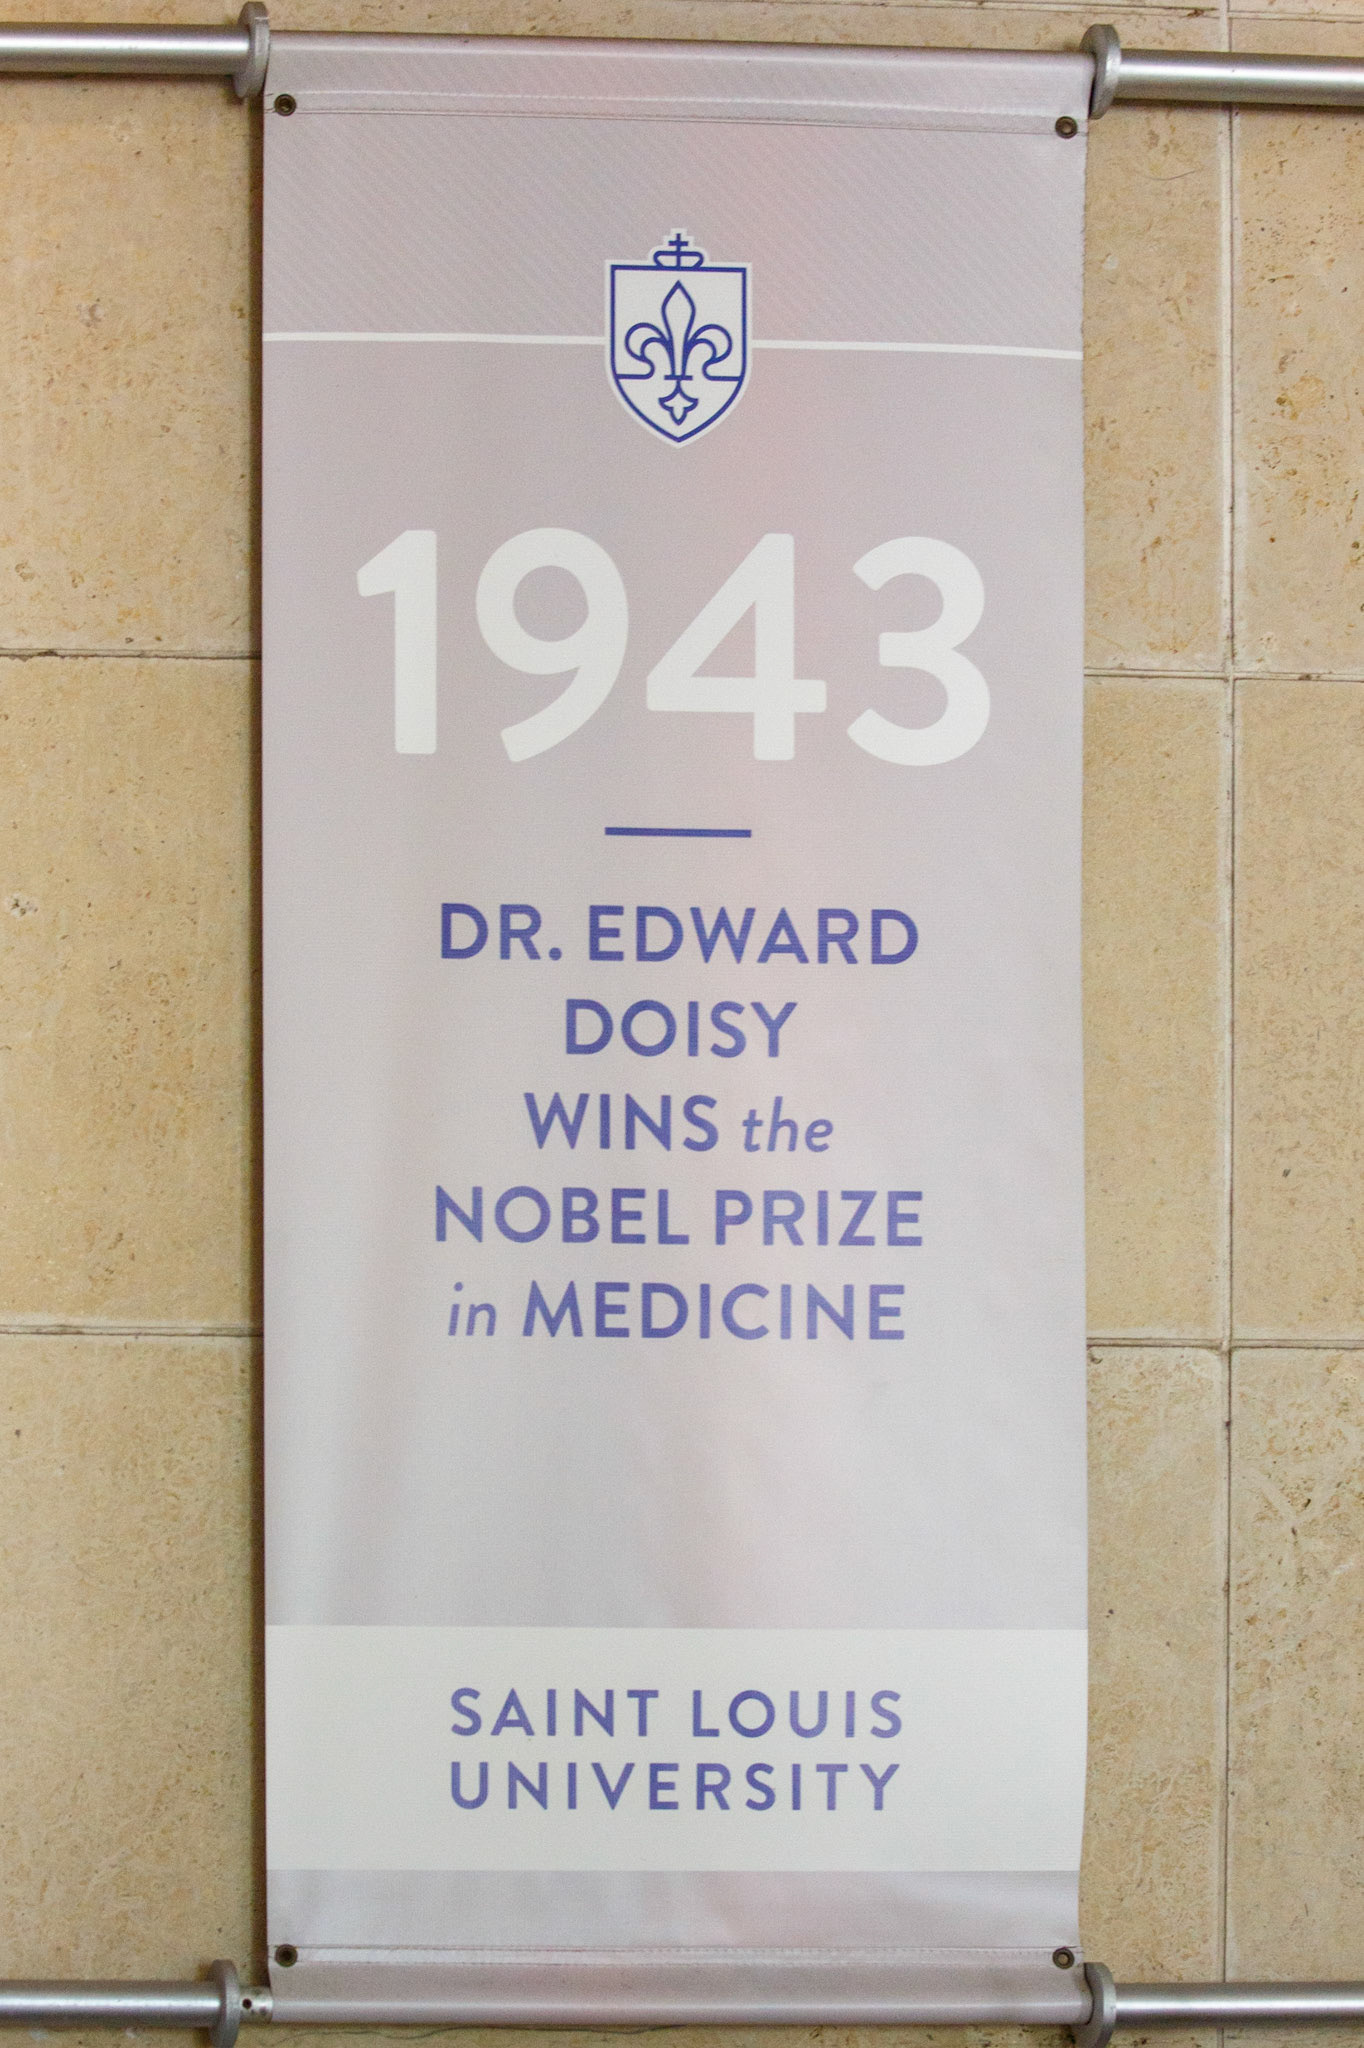 1943
DR. EDWARD
DOISY
WINS the
NOBEL PRIZE
in MEDICINE
SAINT LOUIS
UNIVERSITY